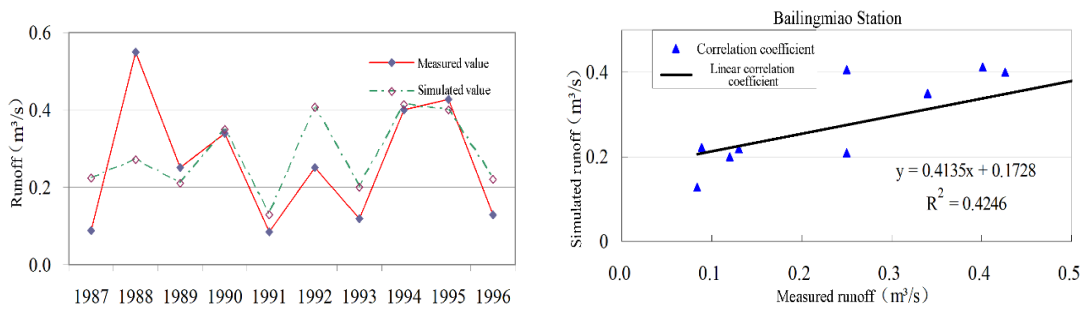 0.6
0.4
0.2
0.0
Runoff ( m³/s)
Measured value
Simulated value
1987 1988 1989 1990 1991 1992 1993 1994 1995 1996
Bailingmiao Station
Correlation coefficient
Linear correlation
coefficient
0.4
0.2
0
Simulated runoff ( m³/s)
y = 0.4135x + 0.1728
R² = 0.4246
0.0 0.1 0.2 0.3 0.4 0.5
Measured runoff (m³/s)